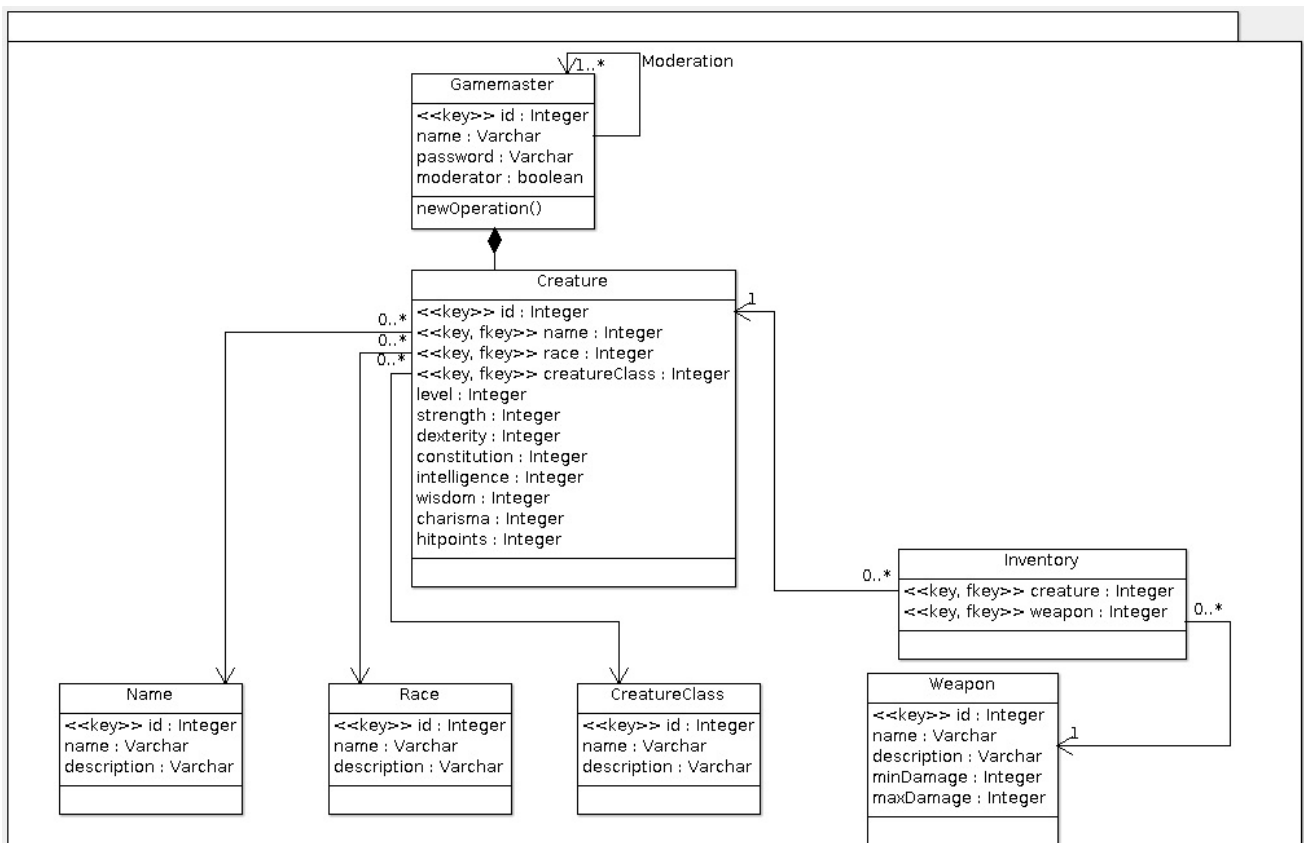 Moderation
1..*
Gamemaster
<<key>> id : Integer
name : Varchar
password : Varchar
moderator : boolean
newOperation()
Creature
<<key>> id : Integer
<<key, fkey>> name : Integer
<<key, fkey>> race : Integer
<<key, fkey>> creatureClass : Integer
level : Integer
strength : Integer
dexterity : Integer
constitution : Integer
intelligence : Integer
wisdom : Integer
charisma : Integer
hitpoints : Integer
0..*
0..*
0..*
1
0..*
Inventory
<<key, fkey>> creature : Integer
<<key, fkey>> weapon : Integer
0..*
Name
<<key>> id : Integer
name : Varchar
description : Varchar
Race
<<key>> id : Integer
name : Varchar
description : Varchar
CreatureClass
<<key>> id : Integer
name : Varchar
description : Varchar
Weapon
<<key>> id : Integer
name : Varchar
description : Varchar
minDamage : Integer
maxDamage : Integer
1